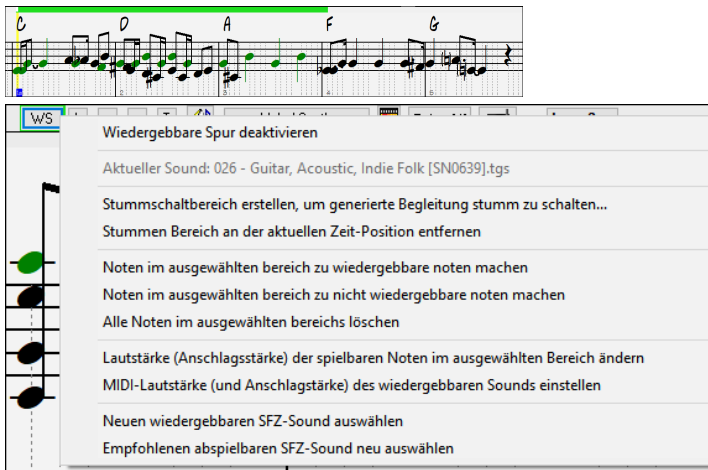 C D A F G
WS
Wiedergebbare Spur deaktivieren
Aktueller Sound: 026 - Guitar, Acoustic, Indie Folk [SN0639].tgs
Stummschaltbereich erstellen, um generierte Begleitung stumm zu schalten...
Stummen Bereich an der aktuellen Zeit-Position entfernen
Noten im ausgewählten bereich zu wiedergebbare noten machen
Noten im ausgewählten bereich zu nicht wiedergebbare noten machen
Alle Noten im ausgewählten bereichs löschen
Lautstärke (Anschlagsstärke) der spielbaren Noten im ausgewählten Bereich ändern
MIDI-Lautstärke (und Anschlagstärke) des wiedergebbaren Sounds einstellen
Neuen wiedergebbaren SFZ-Sound auswählen
Empfohlenen abspielbaren SFZ-Sound neu auswählen